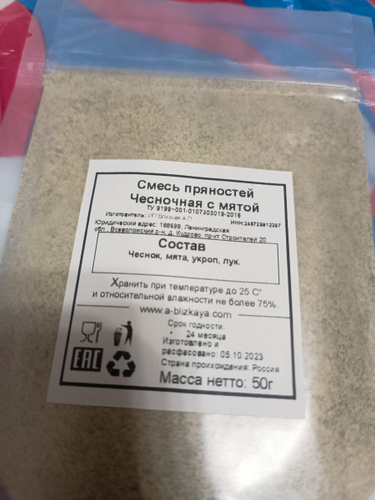 Смесь пряностей
Чесночная с мятой
ТУ 9199-001-0107303019-2016
Изготовитель: ИП Близкая А.П.
Юридический адрес: 188598, Ленинградская
обл., Всеволожский р-н, д. Кудрово, пр-кт Строителей 20
Состав
Чеснок, мята, укроп, лук.
Хранить при температуре до 25 С°
и относительной влажности не более 75%.
www.a-blizkaya.com
Срок годности:
24 месяца
Изготовлено и
расфасовано: 05.10.2023
Страна происхождения: Россия
EAC
Масса нетто: 50г